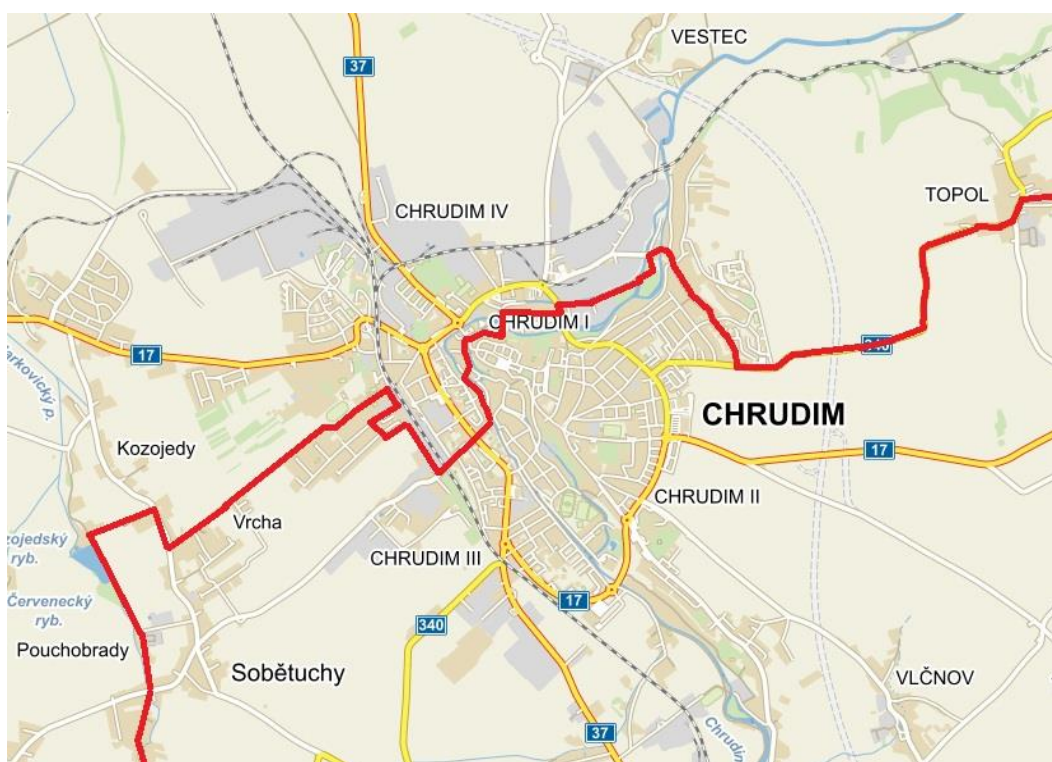 VESTEC
37
TOPOL
CHRUDIM IV
CHRUDIM I
17
CHRUDIM
Kozojedy
17
CHRUDIM II
Vrcha
ryb.
CHRUDIM III
Červenecký
ryb.
17
340
Pouchobrady
Sobětuchy
VLČNOV
37